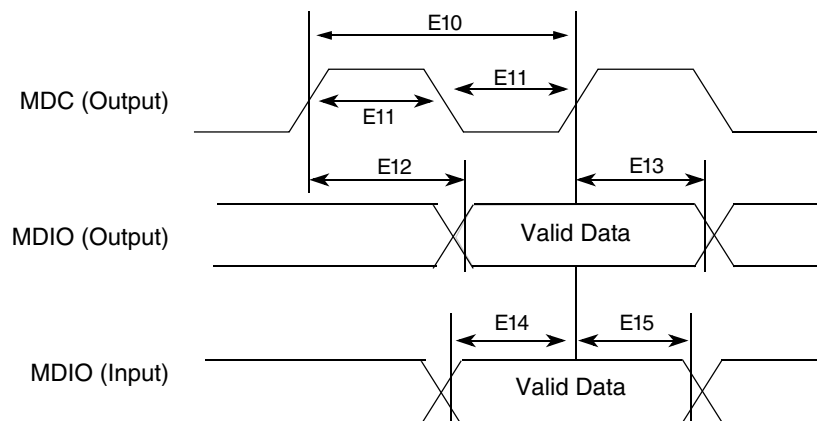 E10
MDC (Output)
E11
E11
E12
E13
MDIO (Output)
Valid Data
E14
E15
MDIO (Input)
Valid Data